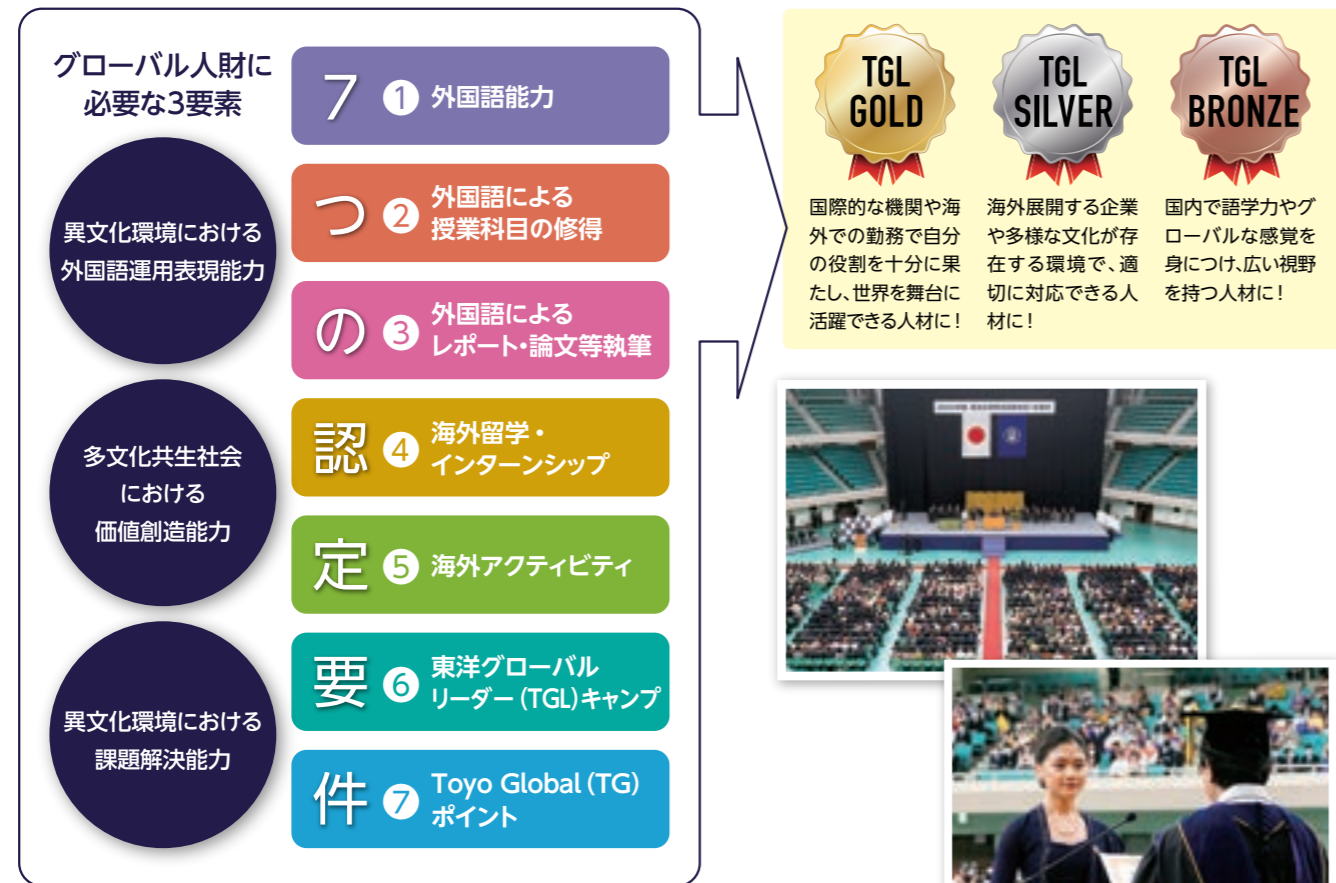 グローバル人財に
必要な3要素
異文化環境における
外国語運用表現能力
多文化共生社会
における
価値創造能力
異文化環境における
課題解決能力
7 ① 外国語能力
つ ② 外国語による
授業科目の修得
の ③ 外国語による
レポート・論文等執筆
認 ④ 海外留学・
インターンシップ
定 ⑤ 海外アクティビティ
要 ⑥ 東洋グローバル
リーダー(TGL)キャンプ
件 ⑦ Toyo Global(TG)
ポイント
TGL
GOLD
国際的な機関や海
外での勤務で自分
の役割を十分に果
たし、世界を舞台に
活躍できる人材に!
TGL
SILVER
海外展開する企業
や多様な文化が存
在する環境で、適
切に対応できる人
材に!
TGL
BRONZE
国内で語学力やグ
ローバルな感覚を
身につけ、広い視野
を持つ人材に!